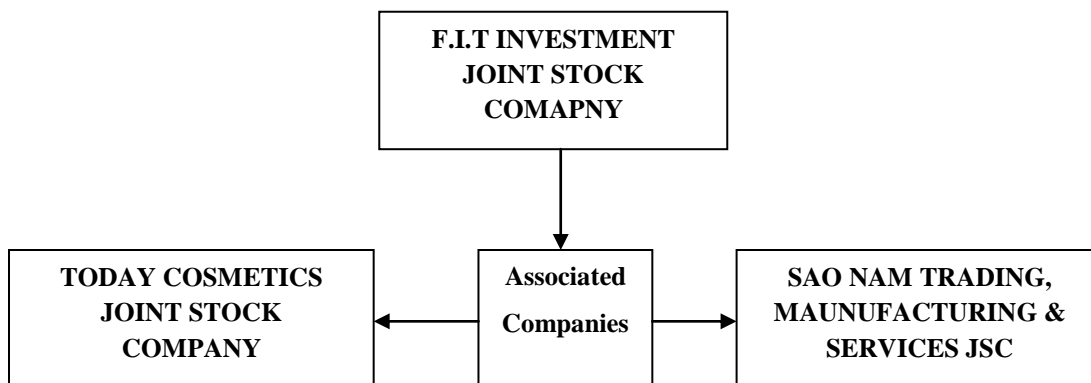 F.I.T INVESTMENT
JOINT STOCK
COMAPNY
TODAY COSMETICS
JOINT STOCK
COMPANY
Associated
Companies
SAO NAM TRADING,
MAUNUFACTURING &
SERVICES JSC